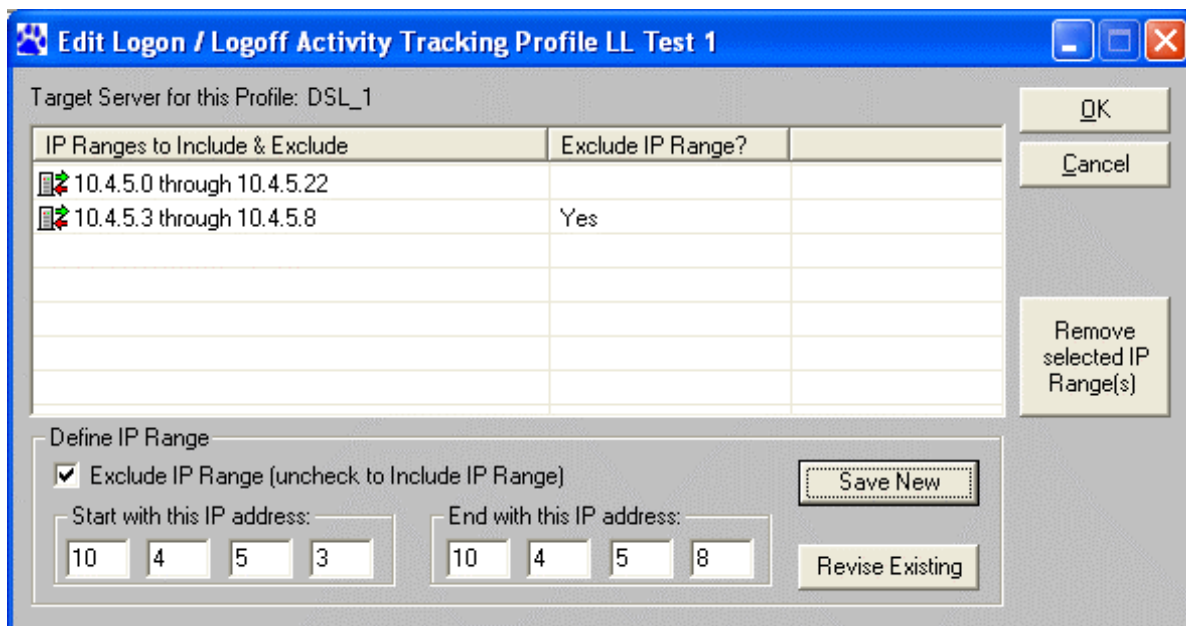 Edit Logon / Logoff Activity Tracking Profile LL Test 1
Target Server for this Profile: DSL_1
OK
IP Ranges to Include & Exclude Exclude IP Range?
Cancel
10.4.5.0 through 10.4.5.22
10.4.5.3 through 10.4.5.8 Yes
Remove
selected IP
Range(s)
Define IP Range
Exclude IP Range (uncheck to Include IP Range)
Save New
Start with this IP address: End with this IP address:
10 4 5 3 10 4 5 8
Revise Existing